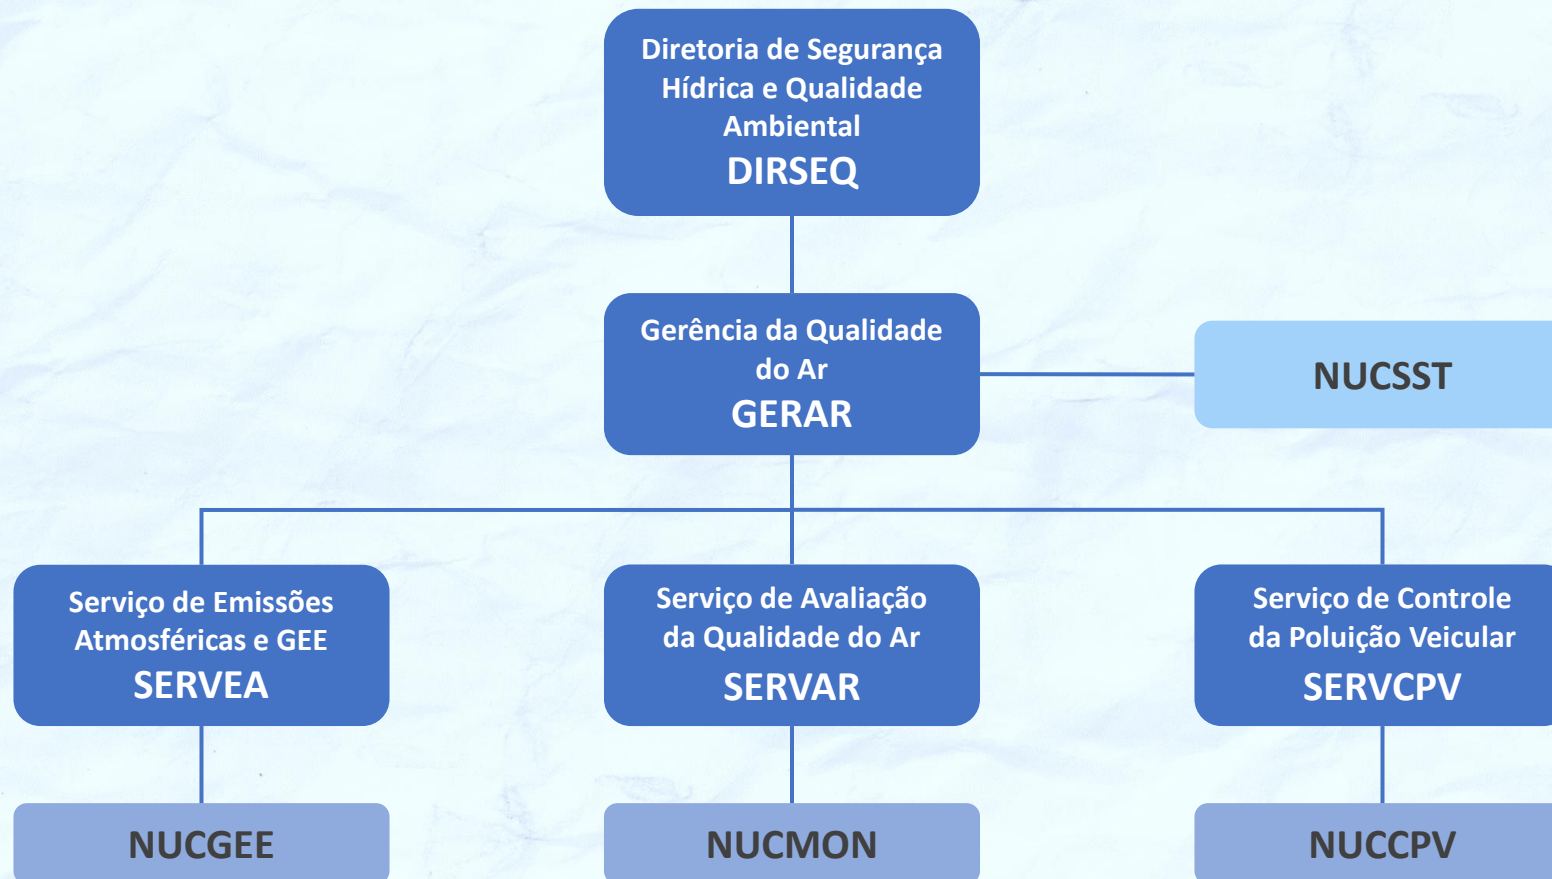 Diretoria de Segurança
Hídrica e Qualidade
Ambiental
DIRSEQ
Gerência da Qualidade
do Ar
GERAR
NUCSST
Serviço de Emissões
Atmosféricas e GEE
SERVEA
Serviço de Avaliação
da Qualidade do Ar
SERVAR
Serviço de Controle
da Poluição Veicular
SERVCPV
NUCGEE
NUCMON
NUCCPV